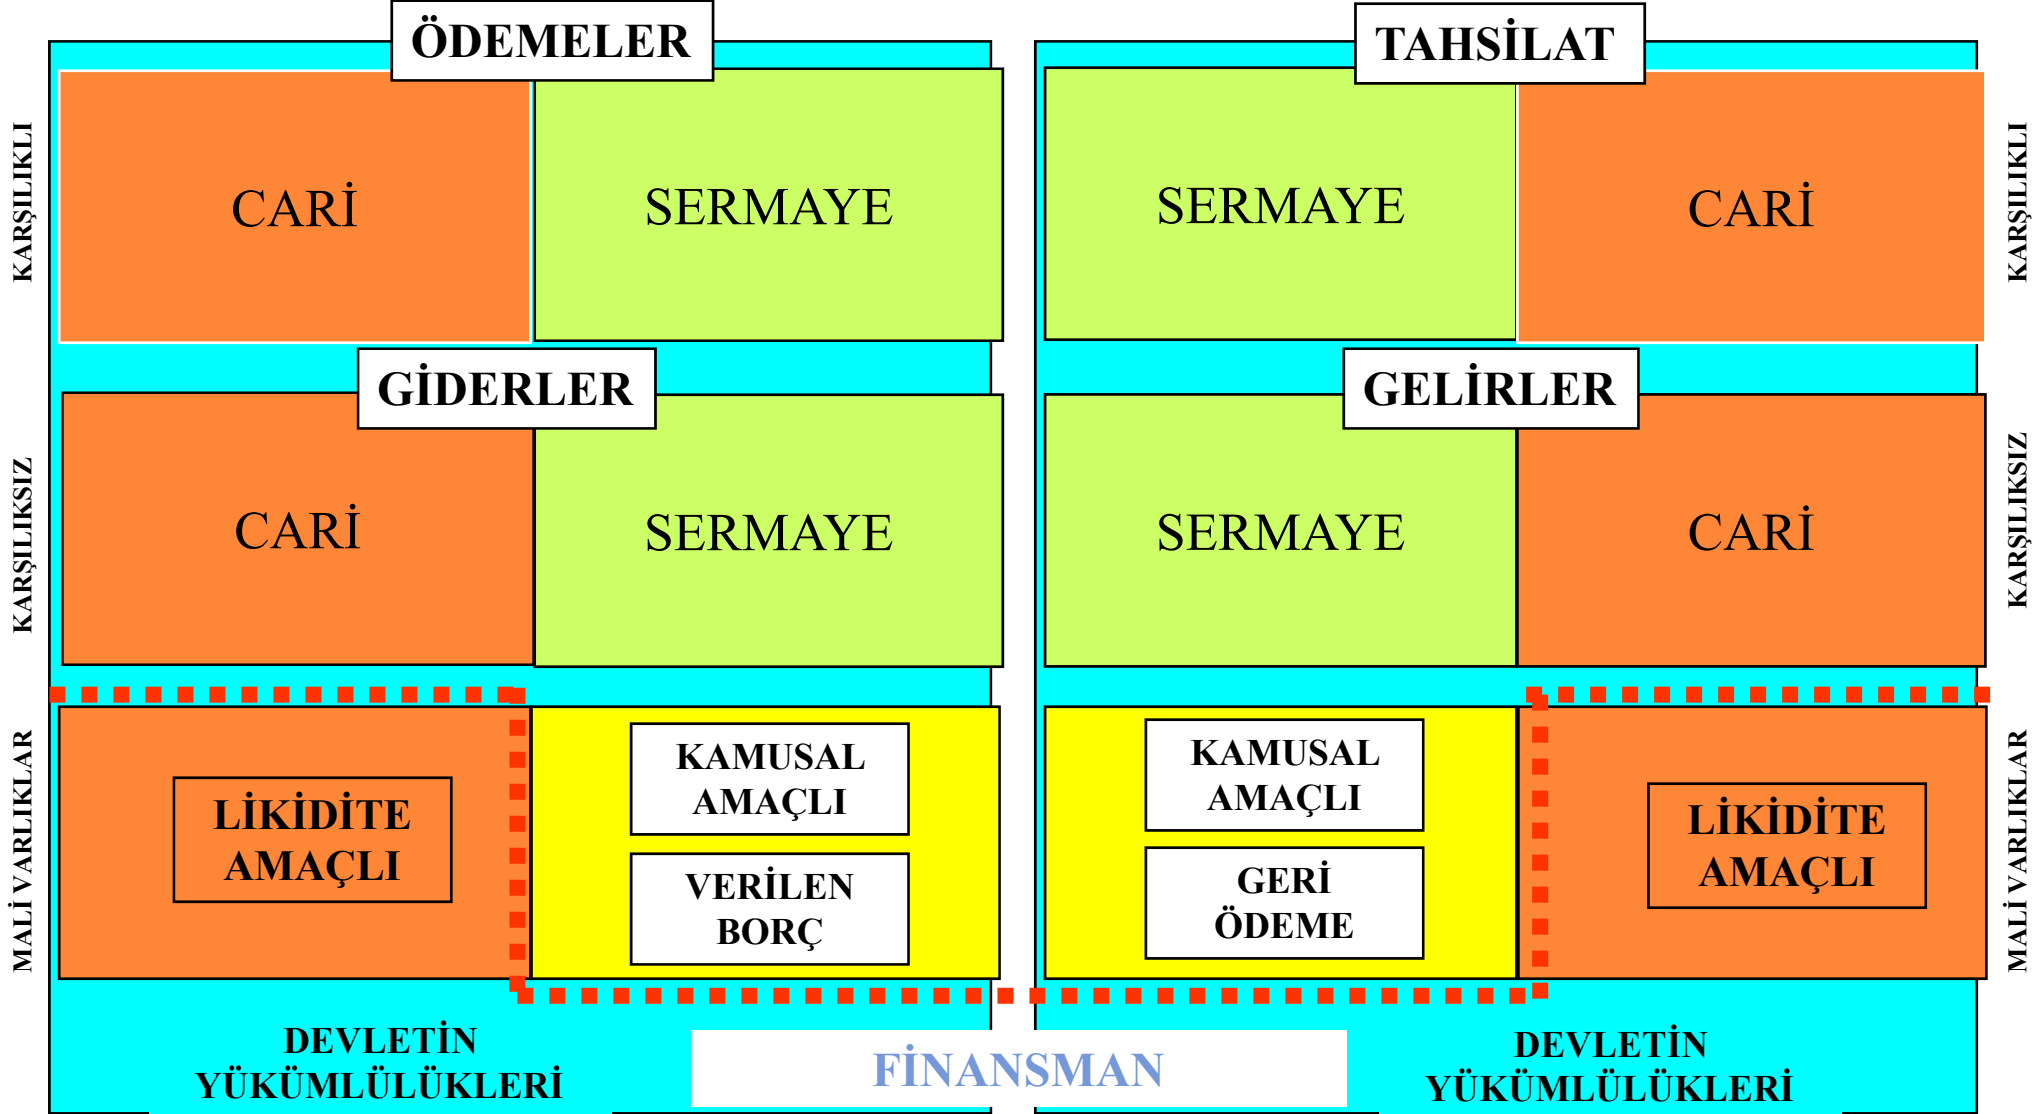 ÖDEMELER
TAHSİLAT
KARŞILIKLI
CARİ
SERMAYE
SERMAYE
CARİ
KARŞILIKLI
GİDERLER
GELİRLER
KARŞILIKSIZ
CARİ
SERMAYE
SERMAYE
CARİ
KARŞILIKSIZ
MALİ VARLIKLAR
LİKİDİTE
AMAÇLI
KAMUSAL
AMAÇLI
VERİLEN
BORÇ
KAMUSAL
AMAÇLI
GERİ
ÖDEME
LİKİDİTE
AMAÇLI
MALİ VARLIKLAR
DEVLETİN
YÜKÜMLÜLÜKLERİ
FİNANSMAN
DEVLETİN
YÜKÜMLÜLÜKLERİ